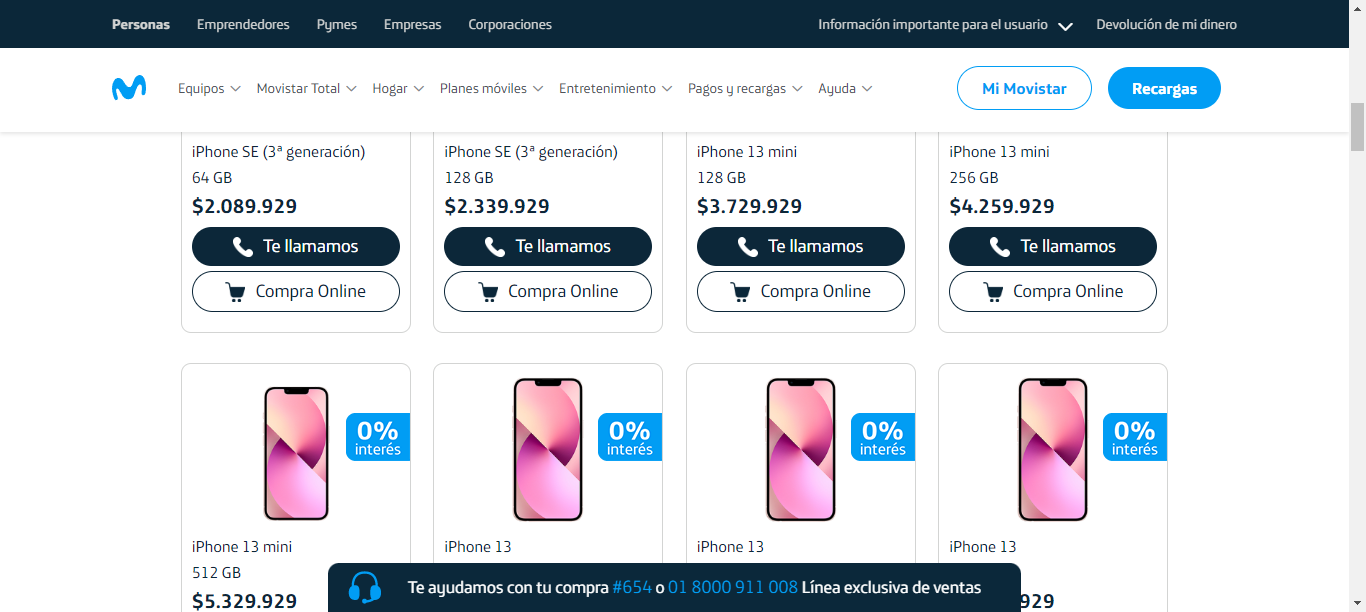 Personas Emprendedores Pymes Empresas Corporaciones Información importante para el usuario Devolución de mi dinero
Equipos Movistar Total Hogar Planes móviles Entretenimiento Pagos y recargas Ayuda Mi Movistar Recargas
iPhone SE (3ª generación) iPhone SE (3ª generación) iPhone 13 mini iPhone 13 mini
64 GB 128 GB 128 GB 256 GB
$2.089.929 $2.339.929 $3.729.929 $4.259.929
Te llamamos Te llamamos Te llamamos Te llamamos
Compra Online Compra Online Compra Online Compra Online
0% 0% 0% 0%
interés interés interés interés
iPhone 13 mini iPhone 13 iPhone 13 iPhone 13
512 GB
Te ayudamos con tu compra #654 o 01 8000 911 008 Línea exclusiva de ventas
$5.329.929 929